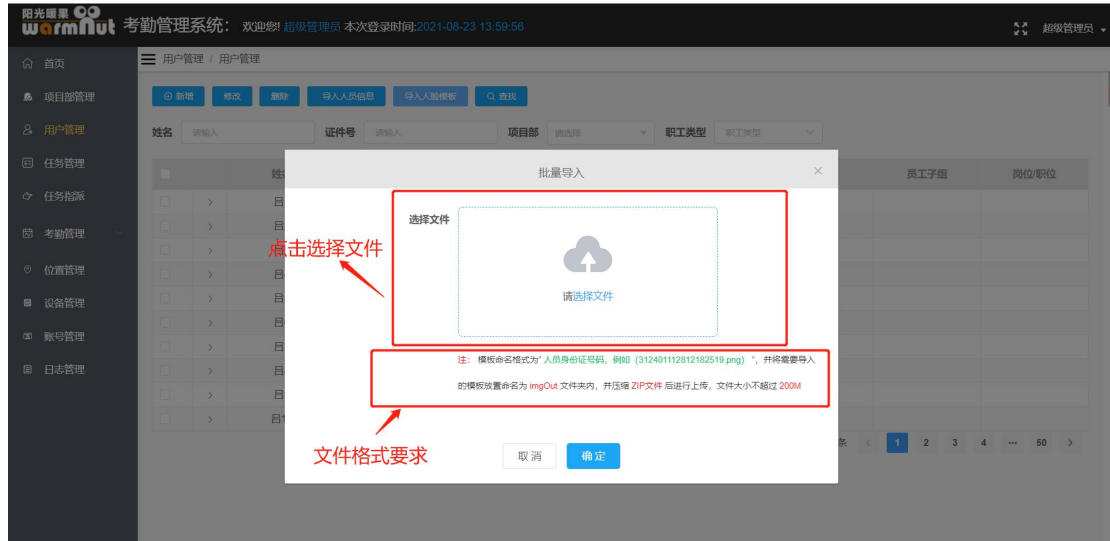 阳光暖果
warmnut 考勤管理系统: 欢迎您! 超级管理员 本次登录时间:2021-08-23 13:59:56
超级管理员
首页
项目部管理
用户管理
任务管理
任务指派
考勤管理
位置管理
设备管理
账号管理
日志管理
用户管理 / 用户管理
新增 修改 删除 导入人员信息 导入人脸模板 查找
姓名 请输入 证件号 请输入 项目部 请选择 职工类型 职工类型
员工子组 岗位/职位
批量导入
选择文件
请选择文件
点击选择文件
注: 模板命名格式为“ 人员身份证号码, 例如 (312401112812182519.png) ”, 并将需要导入
的模板放置命名为 imgOut 文件夹内, 并压缩 ZIP文件 后进行上传, 文件大小不超过 200M
文件格式要求
取消 确定
条 1 2 3 4 ··· 50